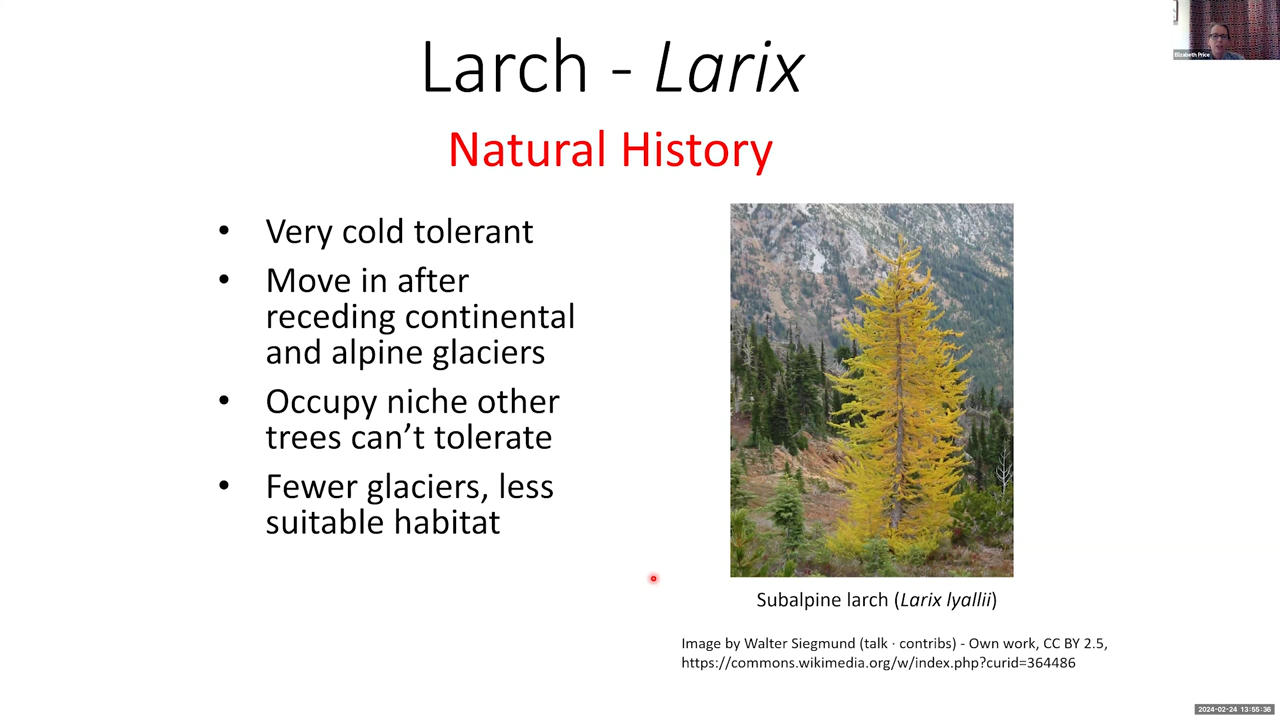 Larch - Larix
Natural History
• Very cold tolerant
• Move in after
receding continental
and alpine glaciers
• Occupy niche other
trees can’t tolerate
• Fewer glaciers, less
suitable habitat
Subalpine larch (Larix lyallii)
Image by Walter Siegmund (talk · contribs) - Own work, CC BY 2.5,
https://commons.wikimedia.org/w/index.php?curid=364486
Elizabeth Price
2024-02-24 13:55:36